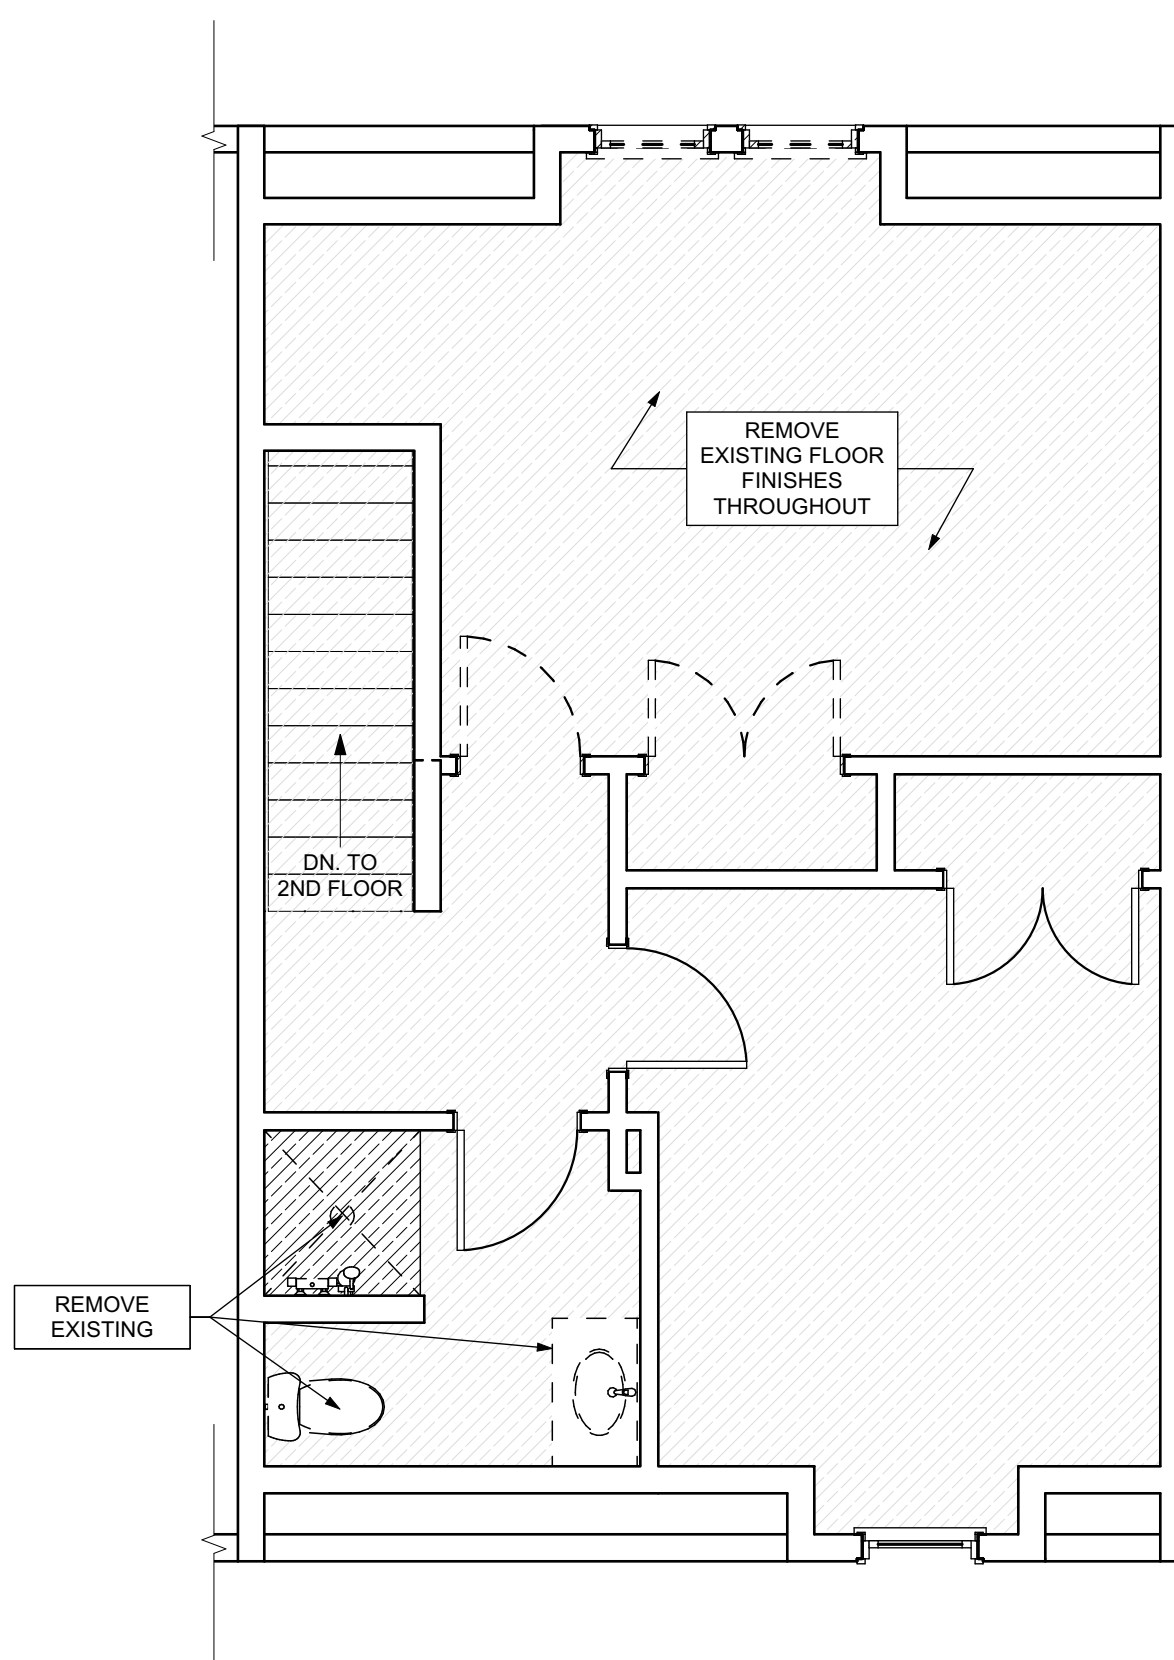 REMOVE
EXISTING FLOOR
FINISHES
THROUGHOUT
DN. TO
2ND FLOOR
REMOVE
EXISTING